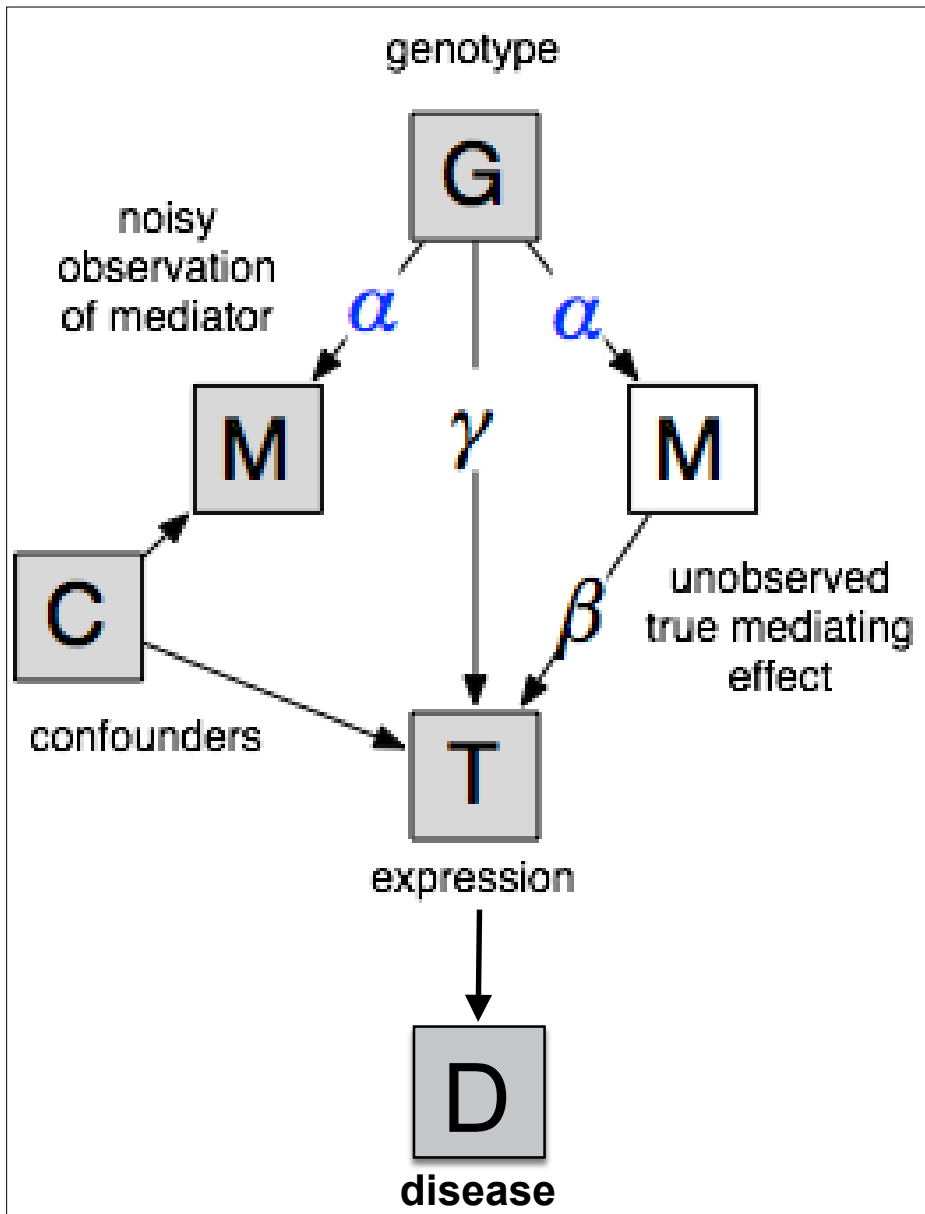 genotype
G
noisy
observation
of mediator
α
α
M
γ
M
C
β
unobserved
true mediating
effect
confounders
T
expression
D
disease